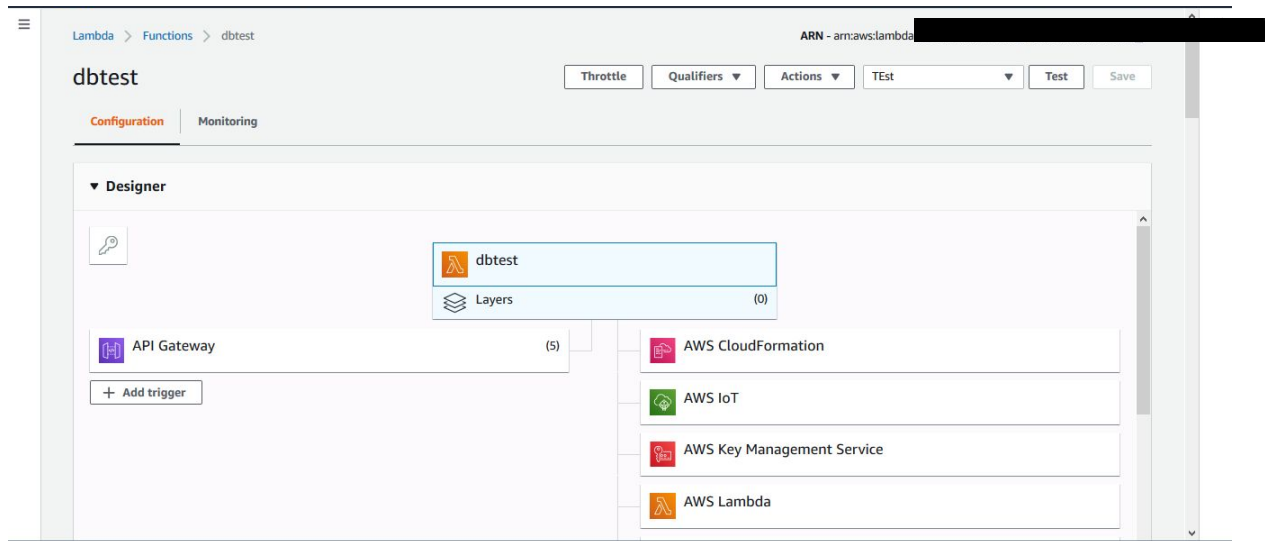 Lambda > Functions > dbtest
ARN - arn:aws:lambda
dbtest
Throttle Qualifiers Actions TEst Test Save
Configuration Monitoring
Designer
dbtest
Layers (0)
API Gateway (5)
+ Add trigger
AWS CloudFormation
AWS IoT
AWS Key Management Service
AWS Lambda